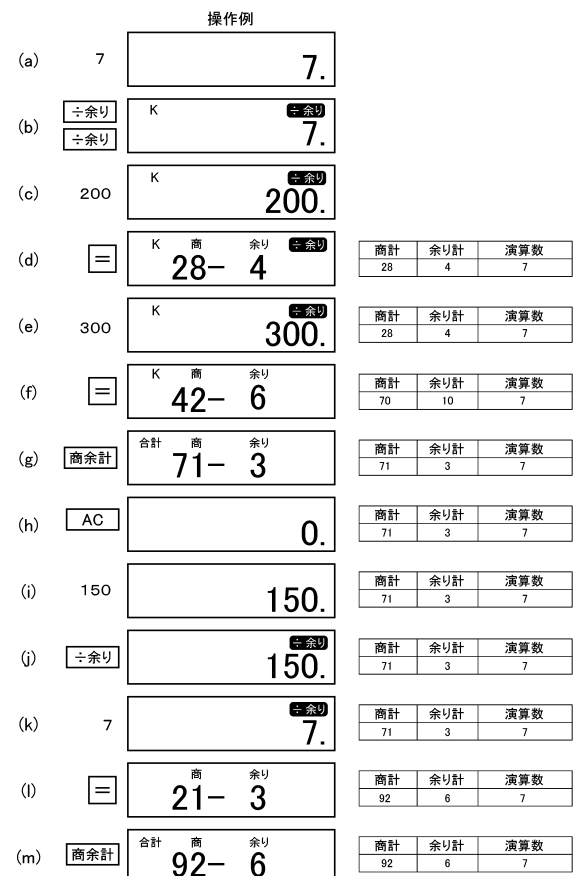 操作例
(a) 7 7.
(b) ÷余り ÷余り K ÷余り 7.
(c) 200 K ÷余り 200.
(d) = K 商 余り ÷余り 28- 4
商計 余り計 演算数
28 4 7
(e) 300 K ÷余り 300.
商計 余り計 演算数
28 4 7
(f) = K 商 余り 42- 6
商計 余り計 演算数
70 10 7
(g) 商余計 合計 商 余り 71- 3
商計 余り計 演算数
71 3 7
(h) AC 0.
商計 余り計 演算数
71 3 7
(i) 150 150.
商計 余り計 演算数
71 3 7
(j) ÷余り ÷余り 150.
商計 余り計 演算数
71 3 7
(k) 7 ÷余り 7.
商計 余り計 演算数
71 3 7
(l) = 商 余り 21- 3
商計 余り計 演算数
92 6 7
(m) 商余計 合計 商 余り 92- 6
商計 余り計 演算数
92 6 7